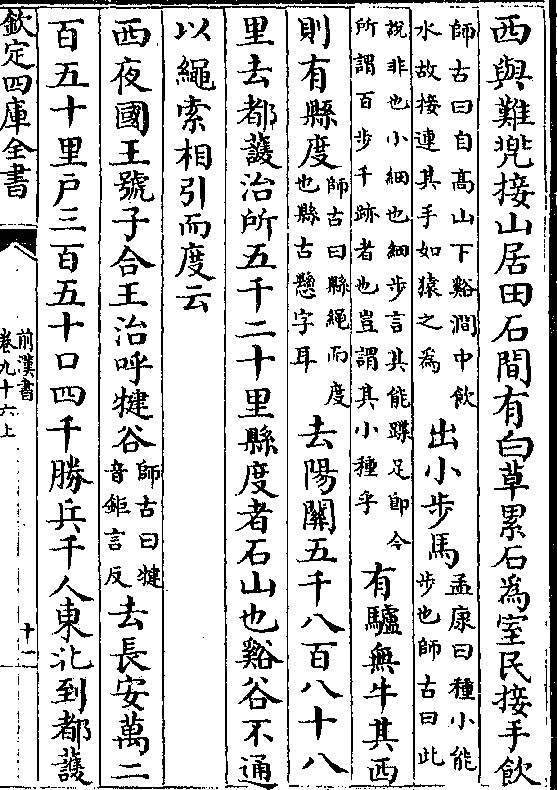 西與難兠接山居田石間有白草累石為室民接手飲
師古曰自髙山下谿澗中飲
水故接連其手如猿之為
出小步馬
孟康曰種小能
步也師古曰此
説非也小細也細步言其能蹀足即今
所謂百步千跡者也豈謂其小種乎
有驢無牛其西
則有縣度
師古曰縣繩而度
也縣古懸字耳
去陽關五千八百八十八
里去都護治所五千二十里縣度者石山也谿谷不通
以繩索相引而度云
西夜國王號子合王治呼犍谷
師古曰犍
音鉅言反
去長安萬二
百五十里戸三百五十口四千勝兵千人東北到都護
欽定四庫全書
前漢書
卷九十六上
十一